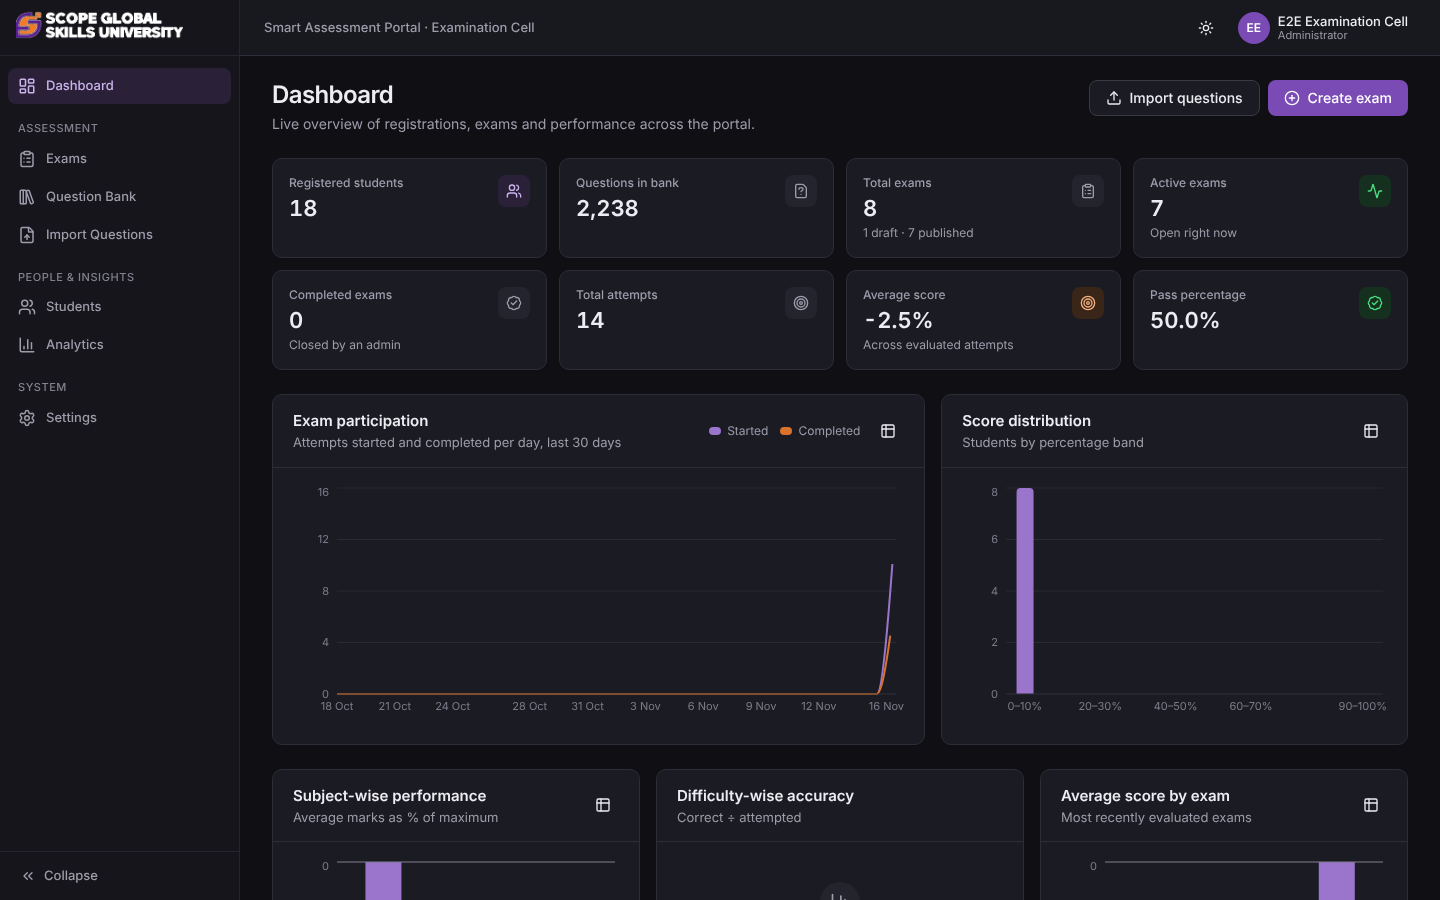 SCOPE GLOBAL
SKILLS UNIVERSITY
Smart Assessment Portal · Examination Cell
EE
E2E Examination Cell
Administrator
Dashboard
ASSESSMENT
Exams
Question Bank
Import Questions
PEOPLE & INSIGHTS
Students
Analytics
SYSTEM
Settings
Collapse
Dashboard
Live overview of registrations, exams and performance across the portal.
Import questions
Create exam
Registered students
18
Questions in bank
2,238
Total exams
8
1 draft · 7 published
Active exams
7
Open right now
Completed exams
0
Closed by an admin
Total attempts
14
Average score
-2.5%
Across evaluated attempts
Pass percentage
50.0%
Exam participation
Attempts started and completed per day, last 30 days
Started
Completed
16
12
8
4
0
18 Oct 21 Oct 24 Oct 28 Oct 31 Oct 3 Nov 6 Nov 9 Nov 12 Nov 16 Nov
Score distribution
Students by percentage band
8
6
4
2
0
0–10% 20–30% 40–50% 60–70% 90–100%
Subject-wise performance
Average marks as % of maximum
0
Difficulty-wise accuracy
Correct ÷ attempted
Average score by exam
Most recently evaluated exams
0